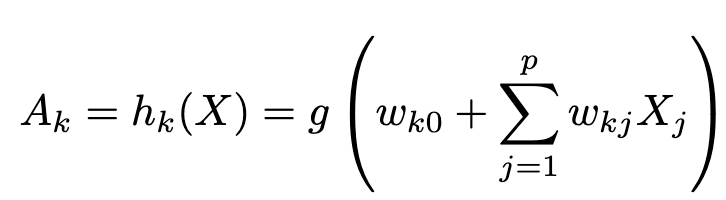 A_k = h_k(X) = g \left( w_{k0} + \sum_{j=1}^{p} w_{kj} X_j \right)